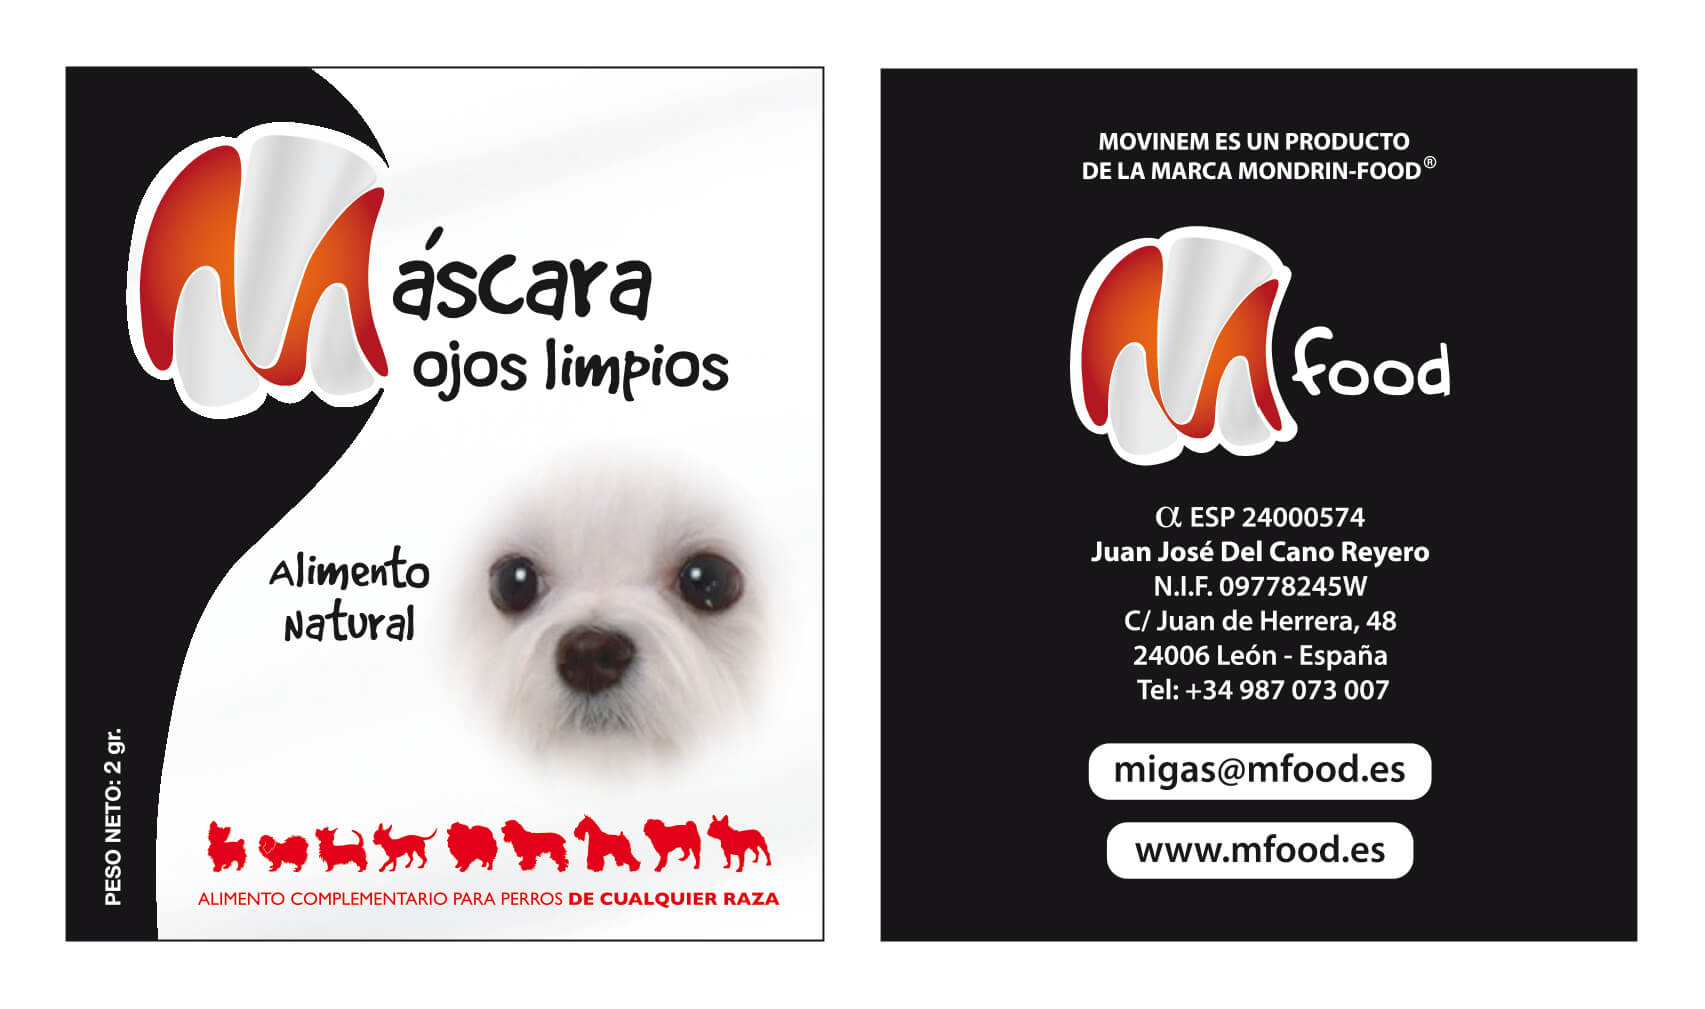 Máscara
ojos limpios
Alimento
Natural
PESO NETO: 2 gr.
ALIMENTO COMPLEMENTARIO PARA PERROS DE CUALQUIER RAZA
MOVINEM ES UN PRODUCTO
DE LA MARCA MONDRIN-FOOD®
M food
α ESP 24000574
Juan José Del Cano Reyero
N.I.F. 09778245W
C/ Juan de Herrera, 48
24006 León - España
Tel: +34 987 073 007
migas@mfood.es
www.mfood.es